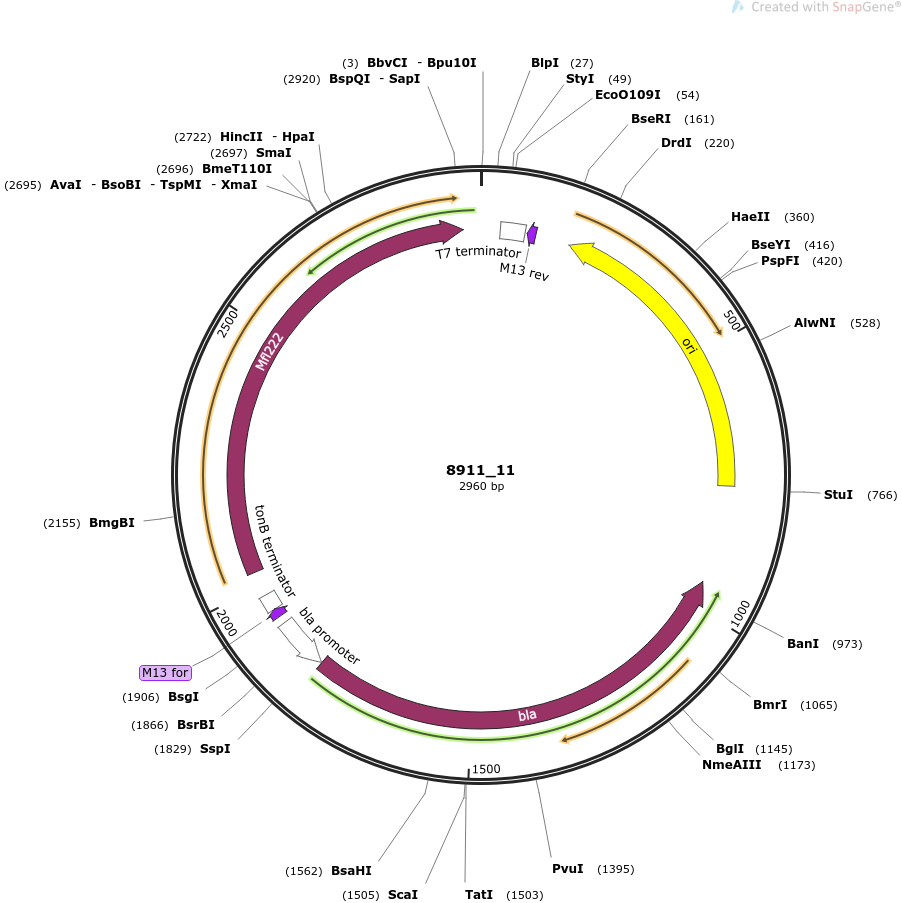 Created with SnapGene®
(3) BbvCI - Bpu10I
BlpI (27)
(2920) BspQI - SapI
StyI (49)
EcoO109I (54)
BseRI (161)
(2722) HincII - HpaI
DrdI (220)
(2697) SmaI
(2696) BmeT110I
(2695) AvaI - BsoBI - TspMI - XmaI
HaeII (360)
BseYI (416)
PspFI (420)
T7 terminator
M13 rev
2500
500
AlwNI (528)
Mfl222
ori
8911_11
2960 bp
StuI (766)
(2155) BmgBI
tonB terminator
2000
bla promoter
1000
BanI (973)
M13 for
(1906) BsgI
BmrI (1065)
bla
(1866) BsrBI
(1829) SspI
BglI (1145)
NmeAIII (1173)
1500
(1562) BsaHI
PvuI (1395)
(1505) ScaI
TatI (1503)